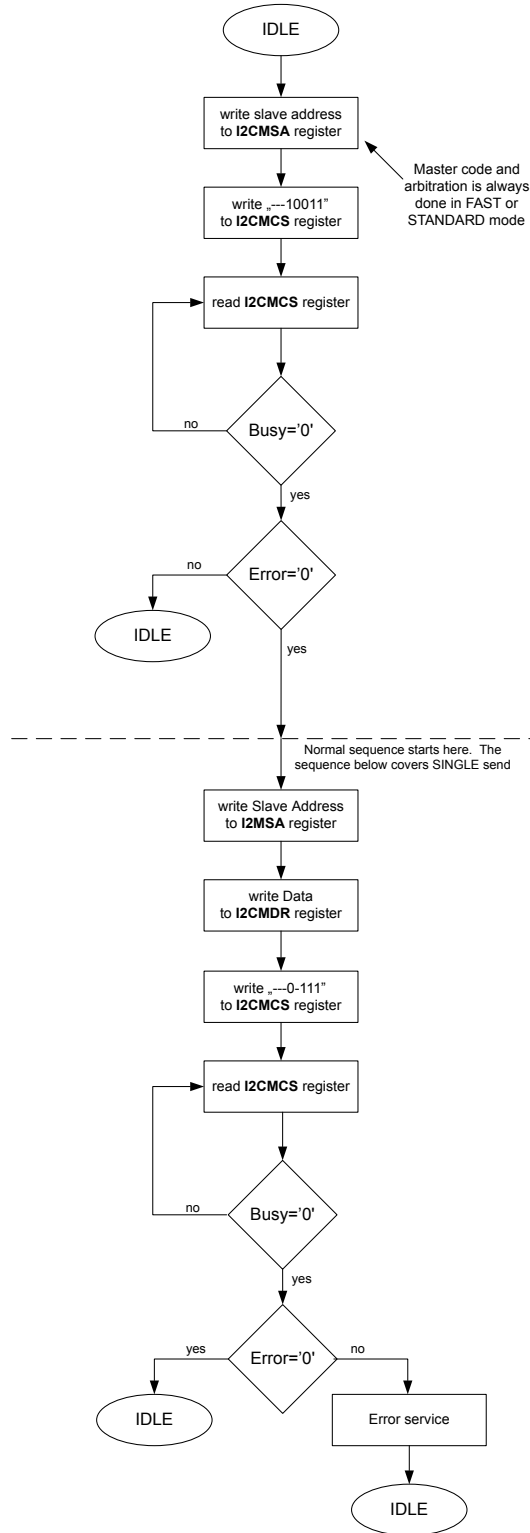 IDLE
write slave address
to I2CMSA register
Master code and
arbitration is always
done in FAST or
STANDARD mode
write „---10011”
to I2CMCS register
read I2CMCS register
no
Busy='0'
yes
no
Error='0'
IDLE
yes
Normal sequence starts here. The
sequence below covers SINGLE send
write Slave Address
to I2MSA register
write Data
to I2CMDR register
write „---0-111”
to I2CMCS register
read I2CMCS register
no
Busy='0'
yes
yes
Error='0'
no
IDLE
Error service
IDLE